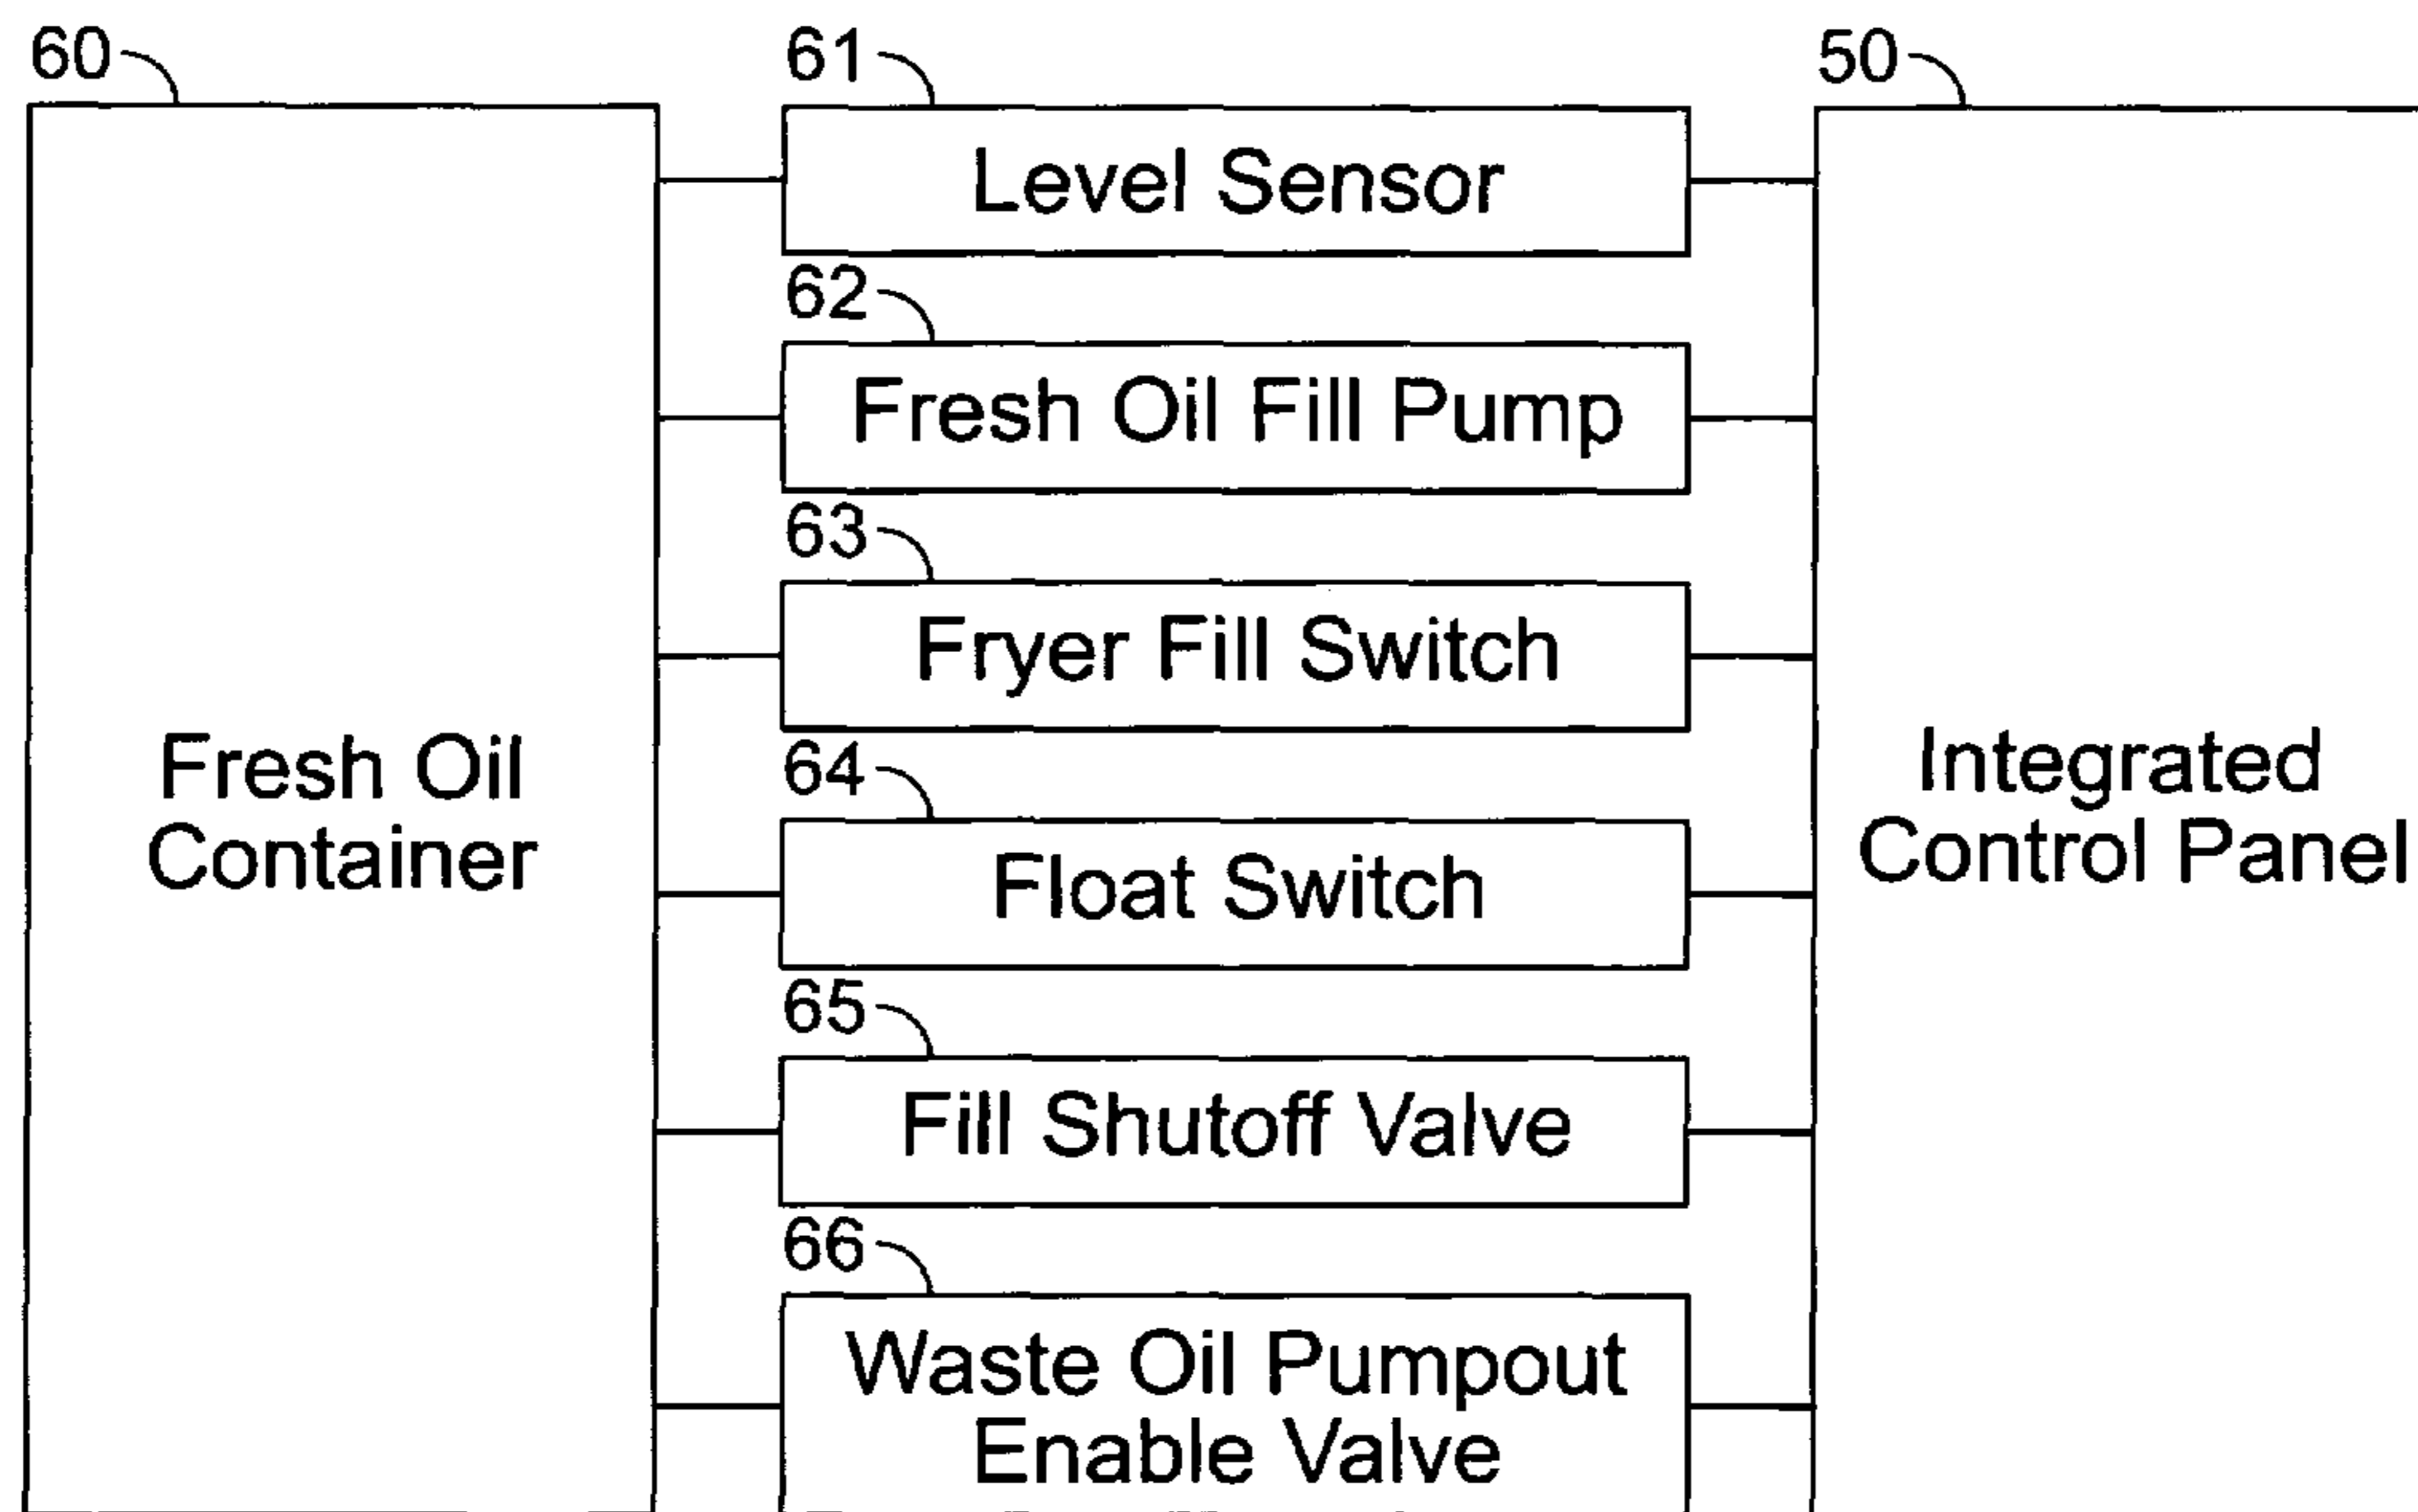 60
61
50
Level Sensor
62
Fresh Oil Fill Pump
63
Fryer Fill Switch
Fresh Oil
Container
64
Integrated
Control Panel
Float Switch
65
Fill Shutoff Valve
66
Waste Oil Pumpout
Enable Valve